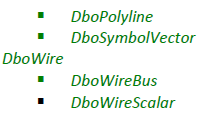 ▪ DboPolyline
▪ DboSymbolVector
DboWire
▪ DboWireBus
▪ DboWireScalar